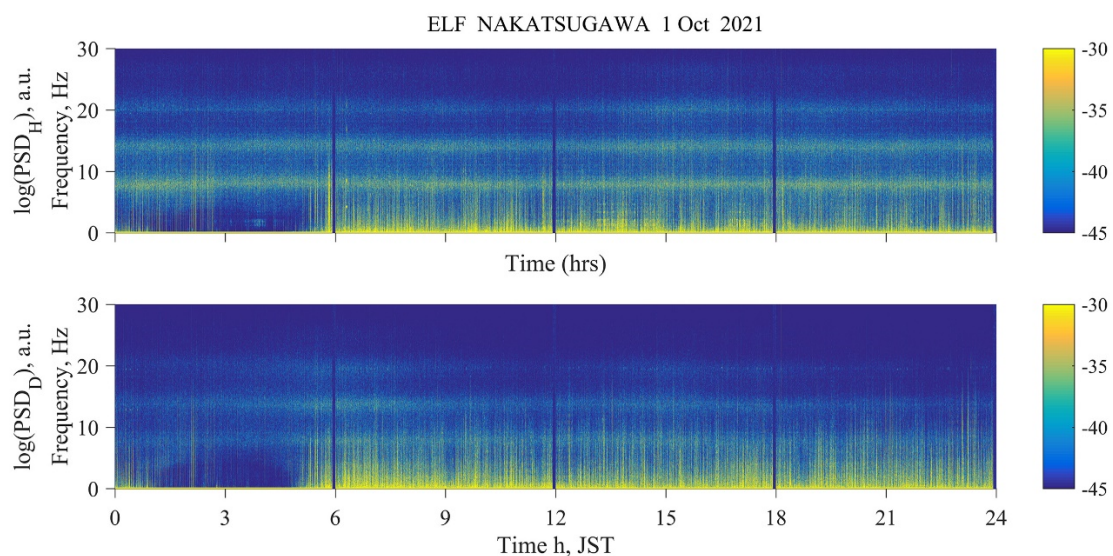 ELF NAKATSUGAWA 1 Oct 2021
log(PSD_H), a.u.
Frequency, Hz
30
20
10
0
Time (hrs)
-30
-35
-40
-45
log(PSD_D), a.u.
Frequency, Hz
30
20
10
0
0 3 6 9 12 15 18 21 24
Time h, JST
-30
-35
-40
-45